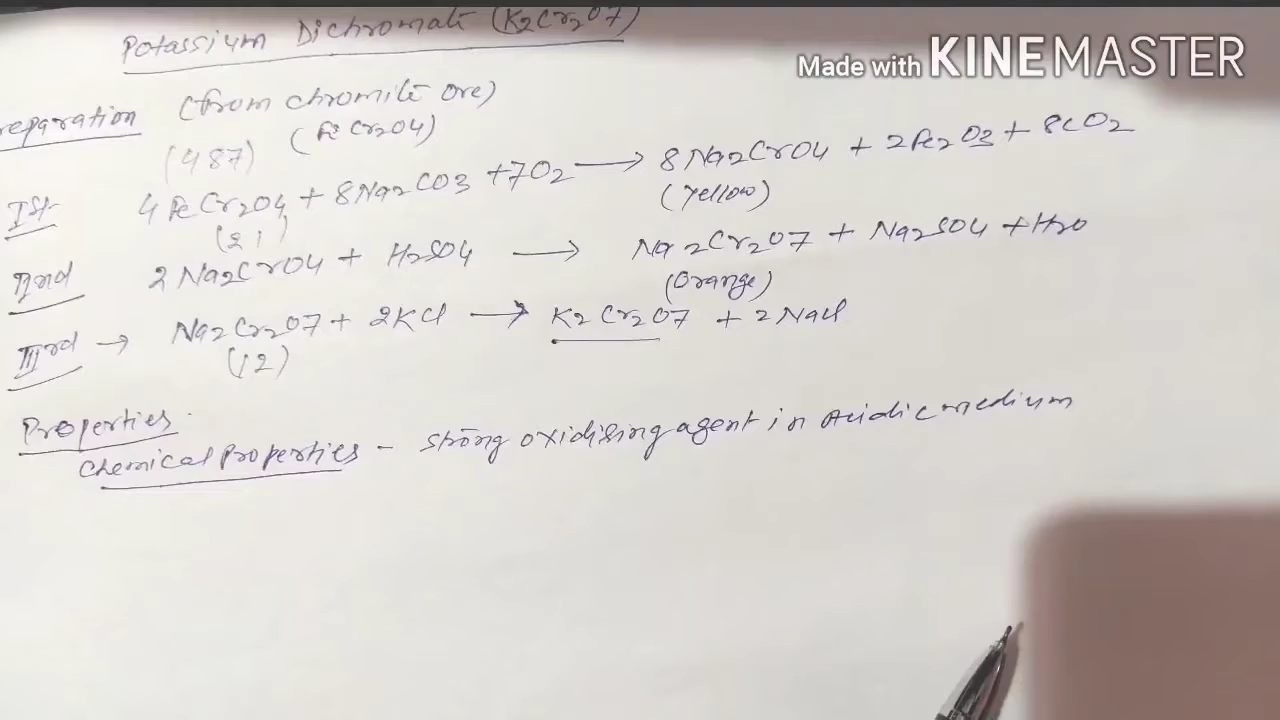 Potassium Dichromate (K2Cr2O7)
Made with KINEMASTER
reparation (from chromite ore)
(FeCr2O4)
(487)
Ist 4FeCr2O4 + 8Na2CO3 + 7O2 → 8Na2CrO4 + 2Fe2O3 + 8CO2
(21) (Yellow)
IInd 2Na2CrO4 + H2SO4 → Na2Cr2O7 + Na2SO4 + H2O
(Orange)
IIIrd → Na2Cr2O7 + 2KCl → K2Cr2O7 + 2NaCl
(12)
Properties.
Chemical Properties - Strong oxidising agent in Acidic medium